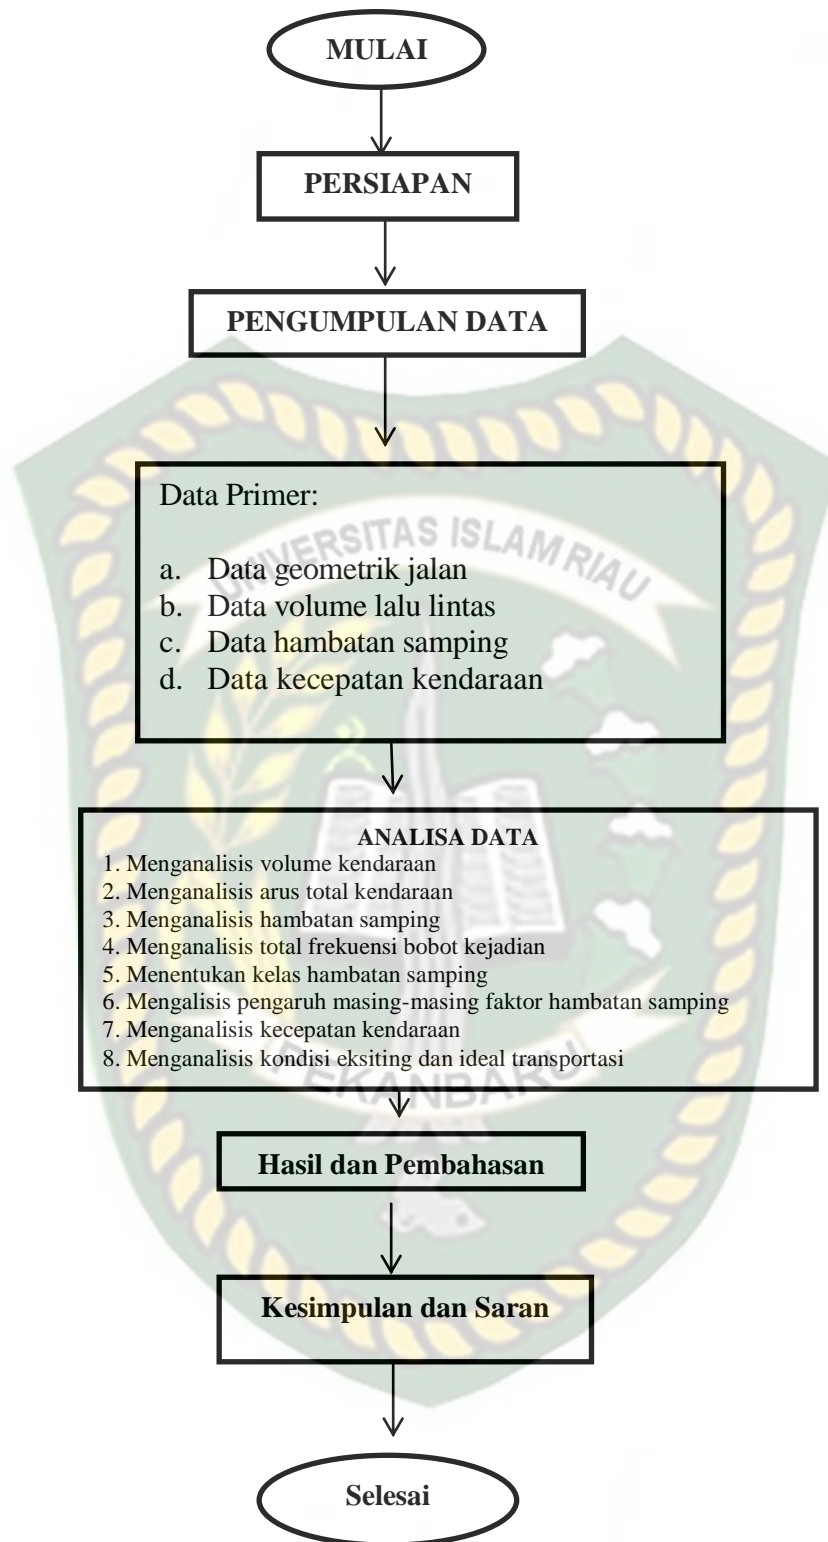 MULAI
PERSIAPAN
PENGUMPULAN DATA
Data Primer:
UNIVERSITAS ISLAM RIAU
a. Data geometrik jalan
b. Data volume lalu lintas
c. Data hambatan samping
d. Data kecepatan kendaraan
ANALISA DATA
1. Menganalisis volume kendaraan
2. Menganalisis arus total kendaraan
3. Menganalisis hambatan samping
4. Menganalisis total frekuensi bobot kejadian
5. Menentukan kelas hambatan samping
6. Mengalisis pengaruh masing-masing faktor hambatan samping
7. Menganalisis kecepatan kendaraan
8. Menganalisis kondisi eksiting dan ideal transportasi
PEKANBARU
Hasil dan Pembahasan
Kesimpulan dan Saran
Selesai